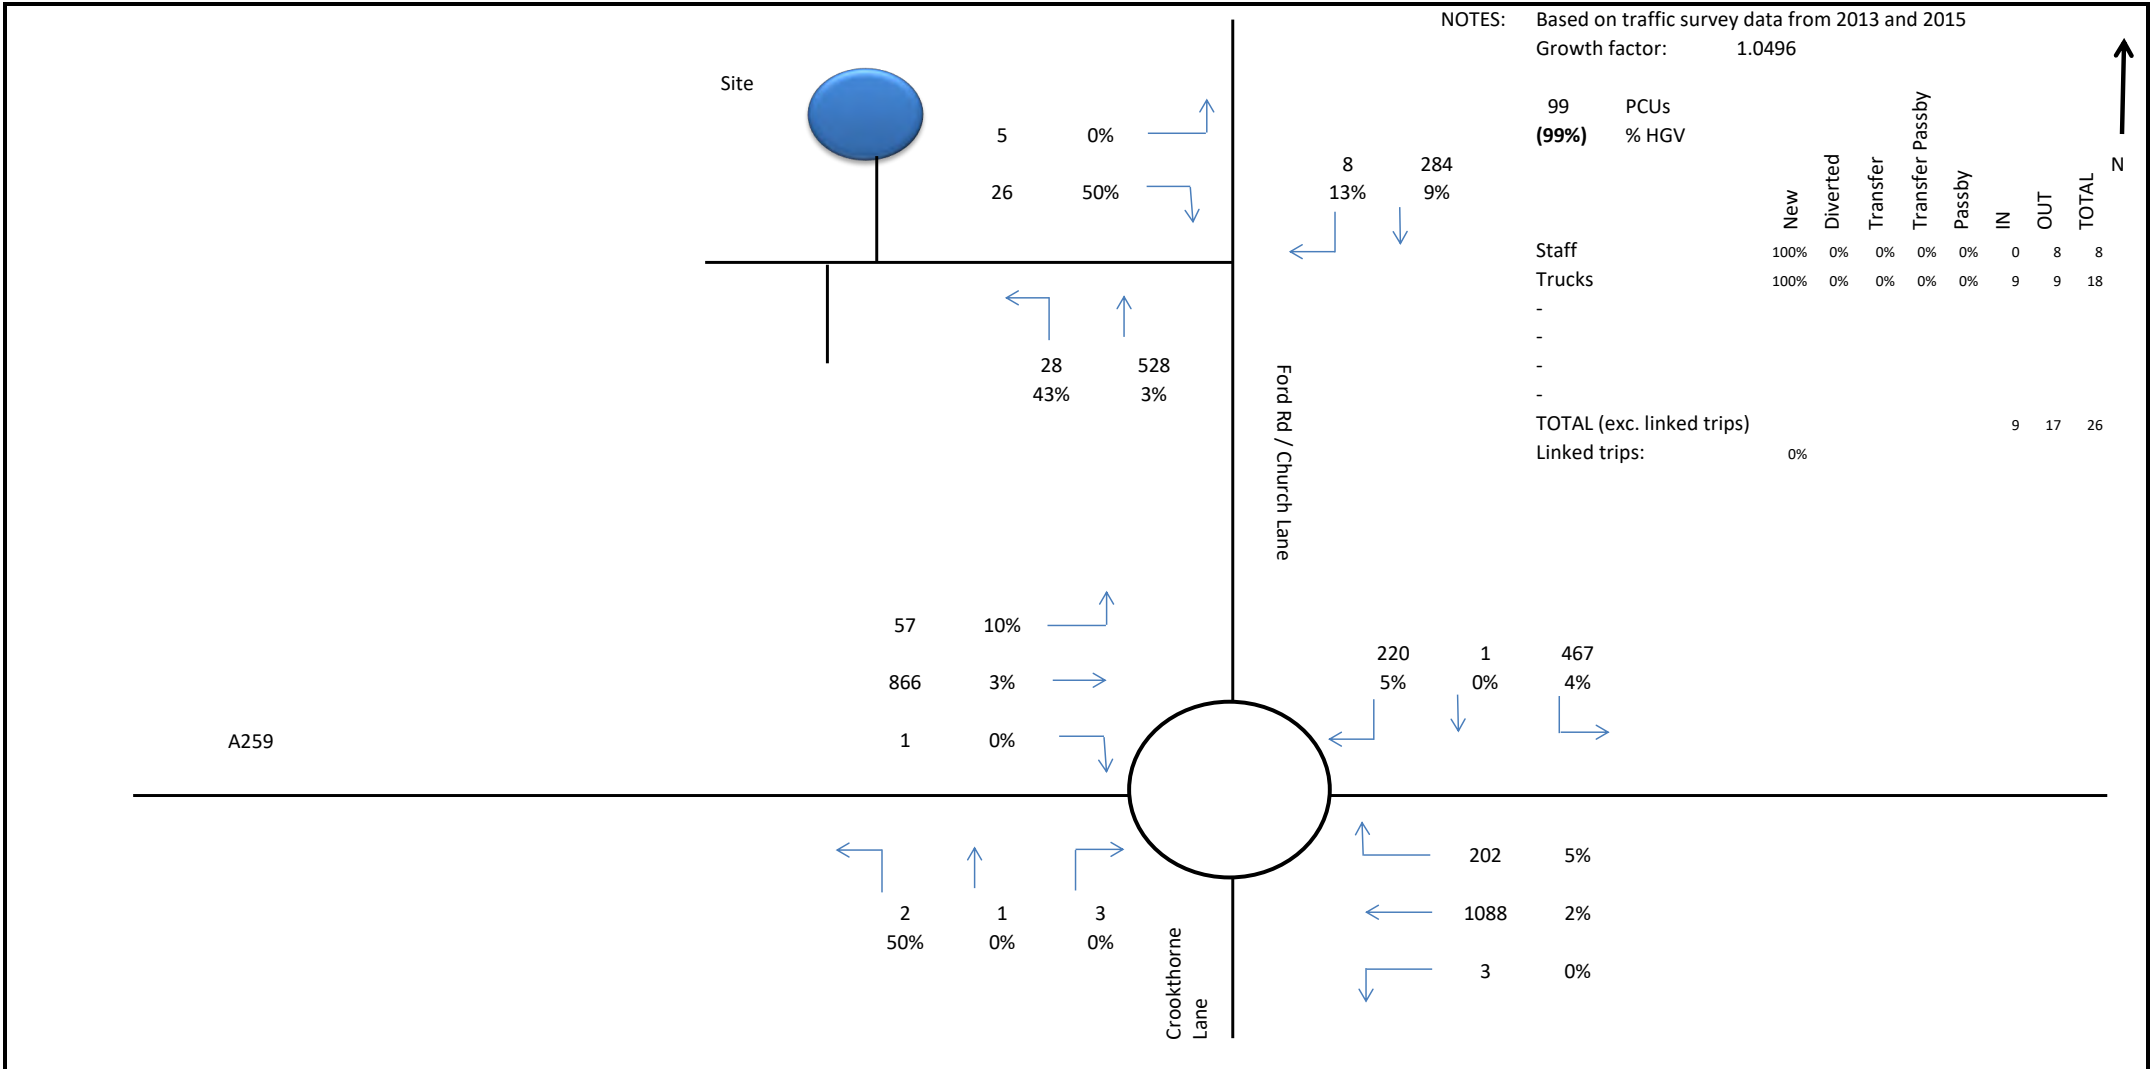 NOTES: Based on traffic survey data from 2013 and 2015
Growth factor: 1.0496
Site
99 PCUs
(99%) % HGV
N
5 0%
26 50%
8 284
13% 9%
New Diverted Transfer Transfer Passby Passby IN OUT TOTAL
Staff 100% 0% 0% 0% 0% 0 8 8
Trucks 100% 0% 0% 0% 0% 9 9 18
-
-
-
-
TOTAL (exc. linked trips) 9 17 26
Linked trips: 0%
28 528
43% 3%
Ford Rd / Church Lane
57 10%
866 3%
1 0%
220 1 467
5% 0% 4%
A259
202 5%
1088 2%
3 0%
2 1 3
50% 0% 0%
Crookthorne
Lane